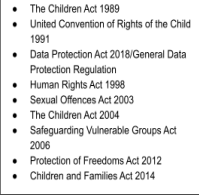 • The Children Act 1989
• United Convention of Rights of the Child
1991
• Data Protection Act 2018/General Data
Protection Regulation
• Human Rights Act 1998
• Sexual Offences Act 2003
• The Children Act 2004
• Safeguarding Vulnerable Groups Act
2006
• Protection of Freedoms Act 2012
• Children and Families Act 2014